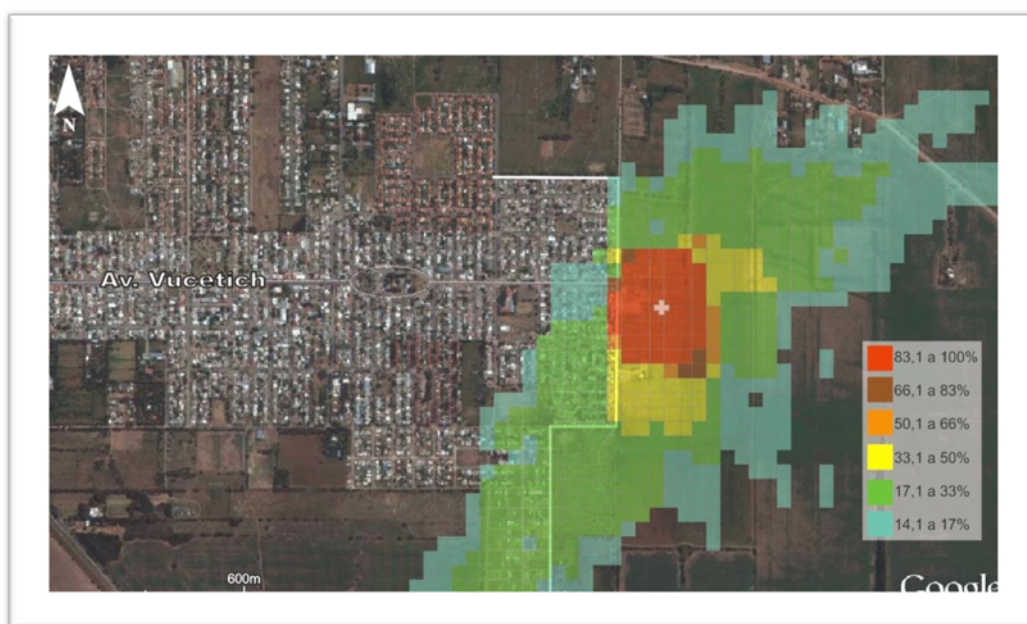 N
Av. Vucetich
83,1 a 100%
66,1 a 83%
50,1 a 66%
33,1 a 50%
17,1 a 33%
14,1 a 17%
600m
Google